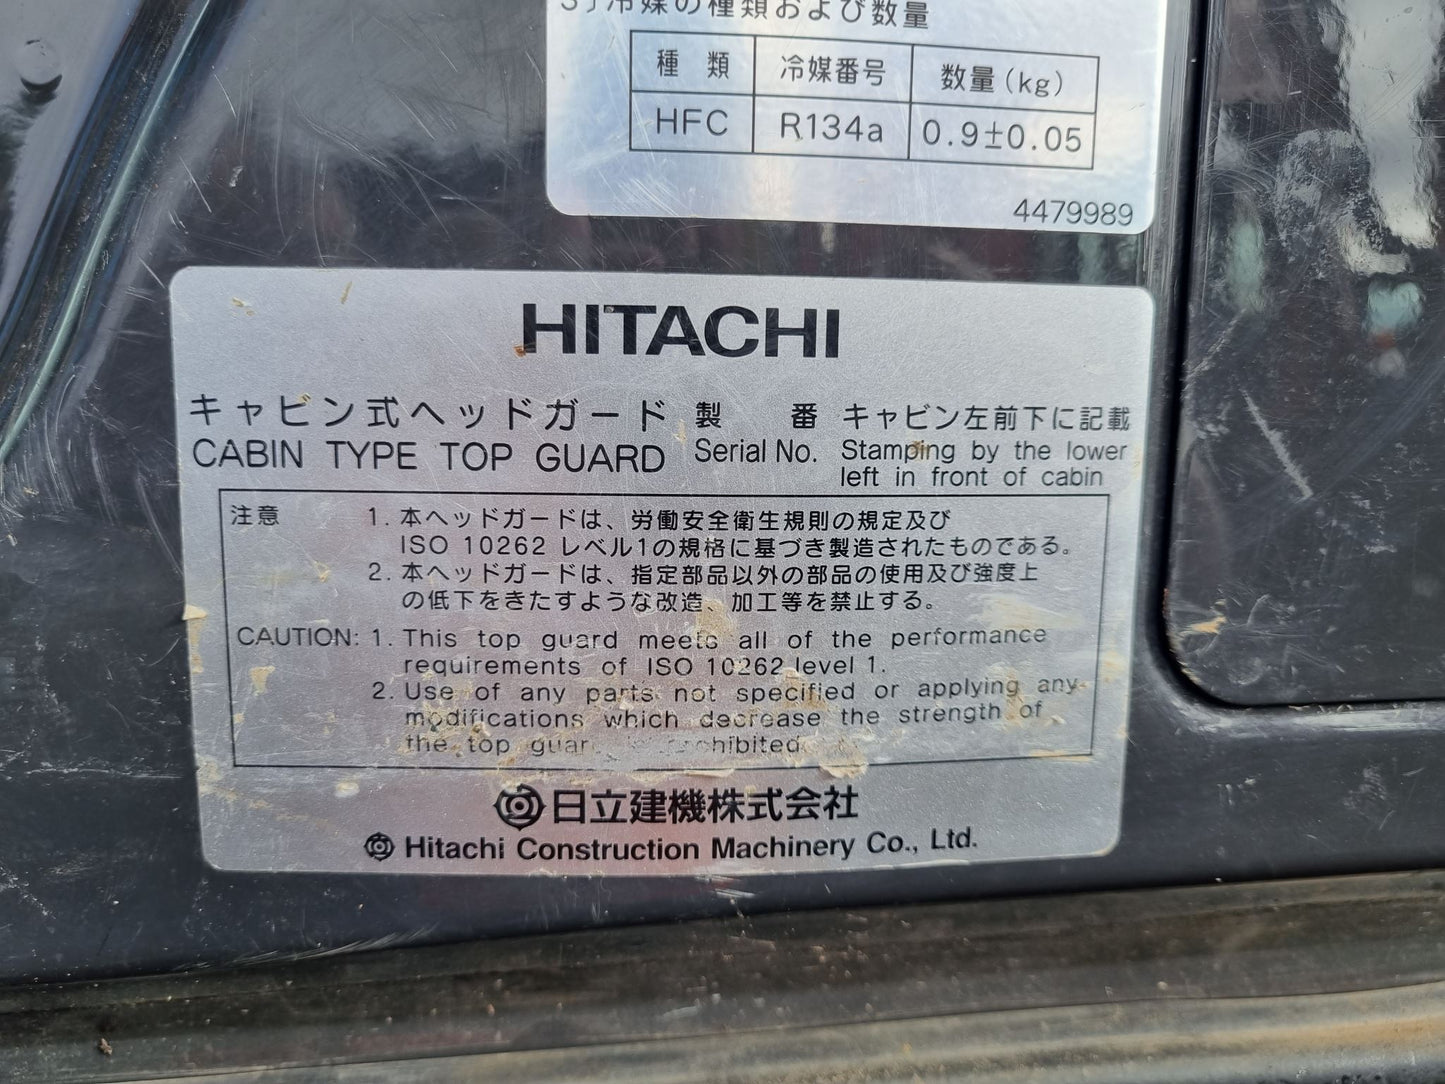 3) 冷媒の種類および数量
種 類 冷媒番号 数量(kg)
HFC R134a 0.9±0.05
4479989
HITACHI
キャビン式ヘッドガード 製 番 キャビン左前下に記載
CABIN TYPE TOP GUARD Serial No. Stamping by the lower
left in front of cabin
注意 1. 本ヘッドガードは、労働安全衛生規則の規定及び
ISO 10262 レベル1の規格に基づき製造されたものである。
2. 本ヘッドガードは、指定部品以外の部品の使用及び強度上
の低下をきたすような改造、加工等を禁止する。
CAUTION: 1. This top guard meets all of the performance
requirements of ISO 10262 level 1.
2. Use of any parts not specified or applying any
modifications which decrease the strength of
the top guard prohibited
日立建機株式会社
Hitachi Construction Machinery Co., Ltd.